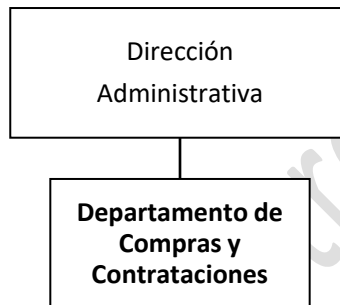 Dirección
Administrativa
Departamento de
Compras y
Contrataciones